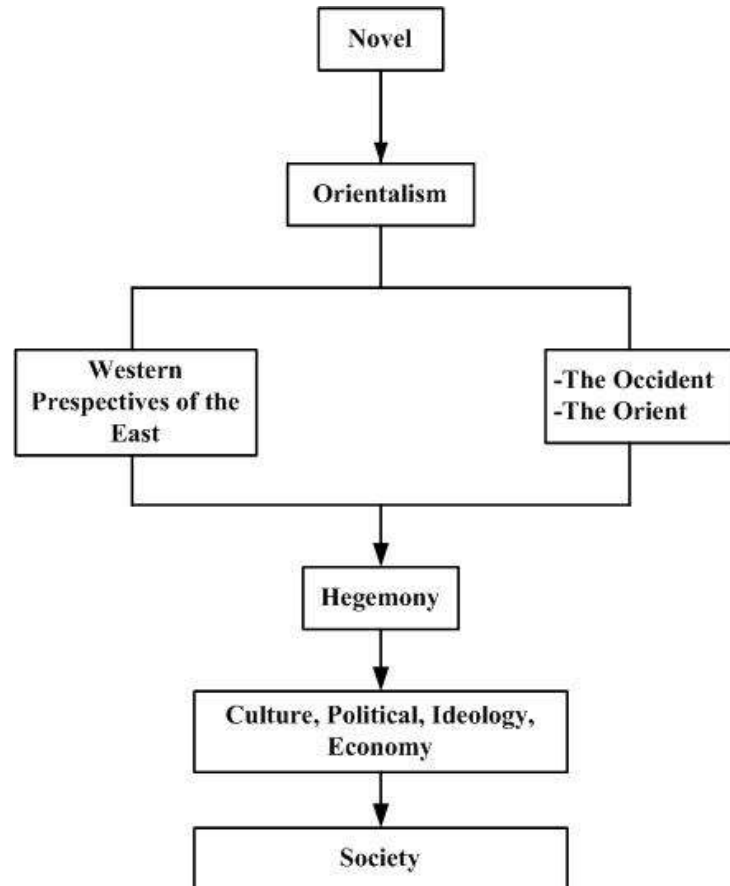 Novel
Orientalism
Western
Prespectives of the
East
-The Occident
-The Orient
Hegemony
Culture, Political, Ideology,
Economy
Society